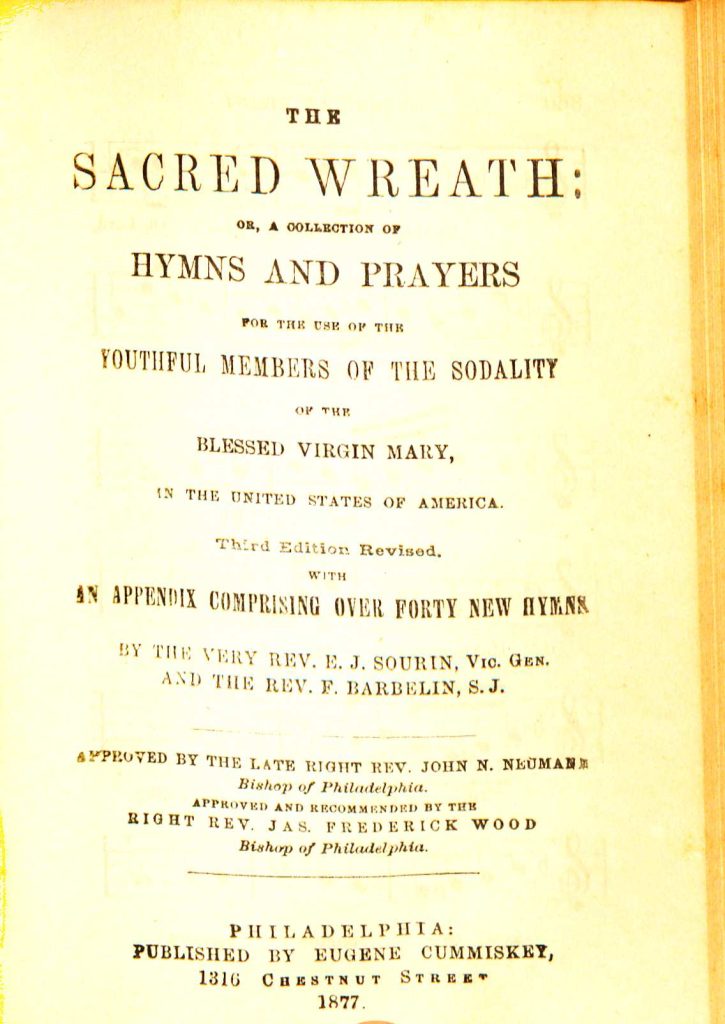 THE
SACRED WREATH:
OR, A COLLECTION OF
HYMNS AND PRAYERS
FOR THE USE OF THE
YOUTHFUL MEMBERS OF THE SODALITY
OF THE
BLESSED VIRGIN MARY,
IN THE UNITED STATES OF AMERICA.
Third Edition Revised.
WITH
AN APPENDIX COMPRISING OVER FORTY NEW HYMNS
BY THE VERY REV. E. J. SOURIN, VIC. GEN.
AND THE REV. F. BARBELIN, S.J.
APPROVED BY THE LATE RIGHT REV. JOHN N. NEUMANN
Bishop of Philadelphia.
APPROVED AND RECOMMENDED BY THE
RIGHT REV. JAS. FREDERICK WOOD
Bishop of Philadelphia.
PHILADELPHIA:
PUBLISHED BY EUGENE CUMMISKEY,
1316 CHESTNUT STREET
1877.